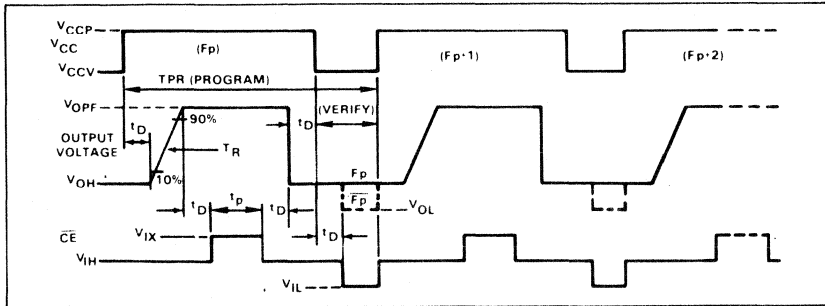 VCCP
VCC
(Fp)
(Fp+1)
(Fp+2)
VCCV
TPR (PROGRAM)
VOPF
(VERIFY)
tD
90%
tD
OUTPUT
VOLTAGE
TR
10%
Fp
VOH
Fp
VOL
tD
tp
tD
tD
CE
VIX
VIH
VIL